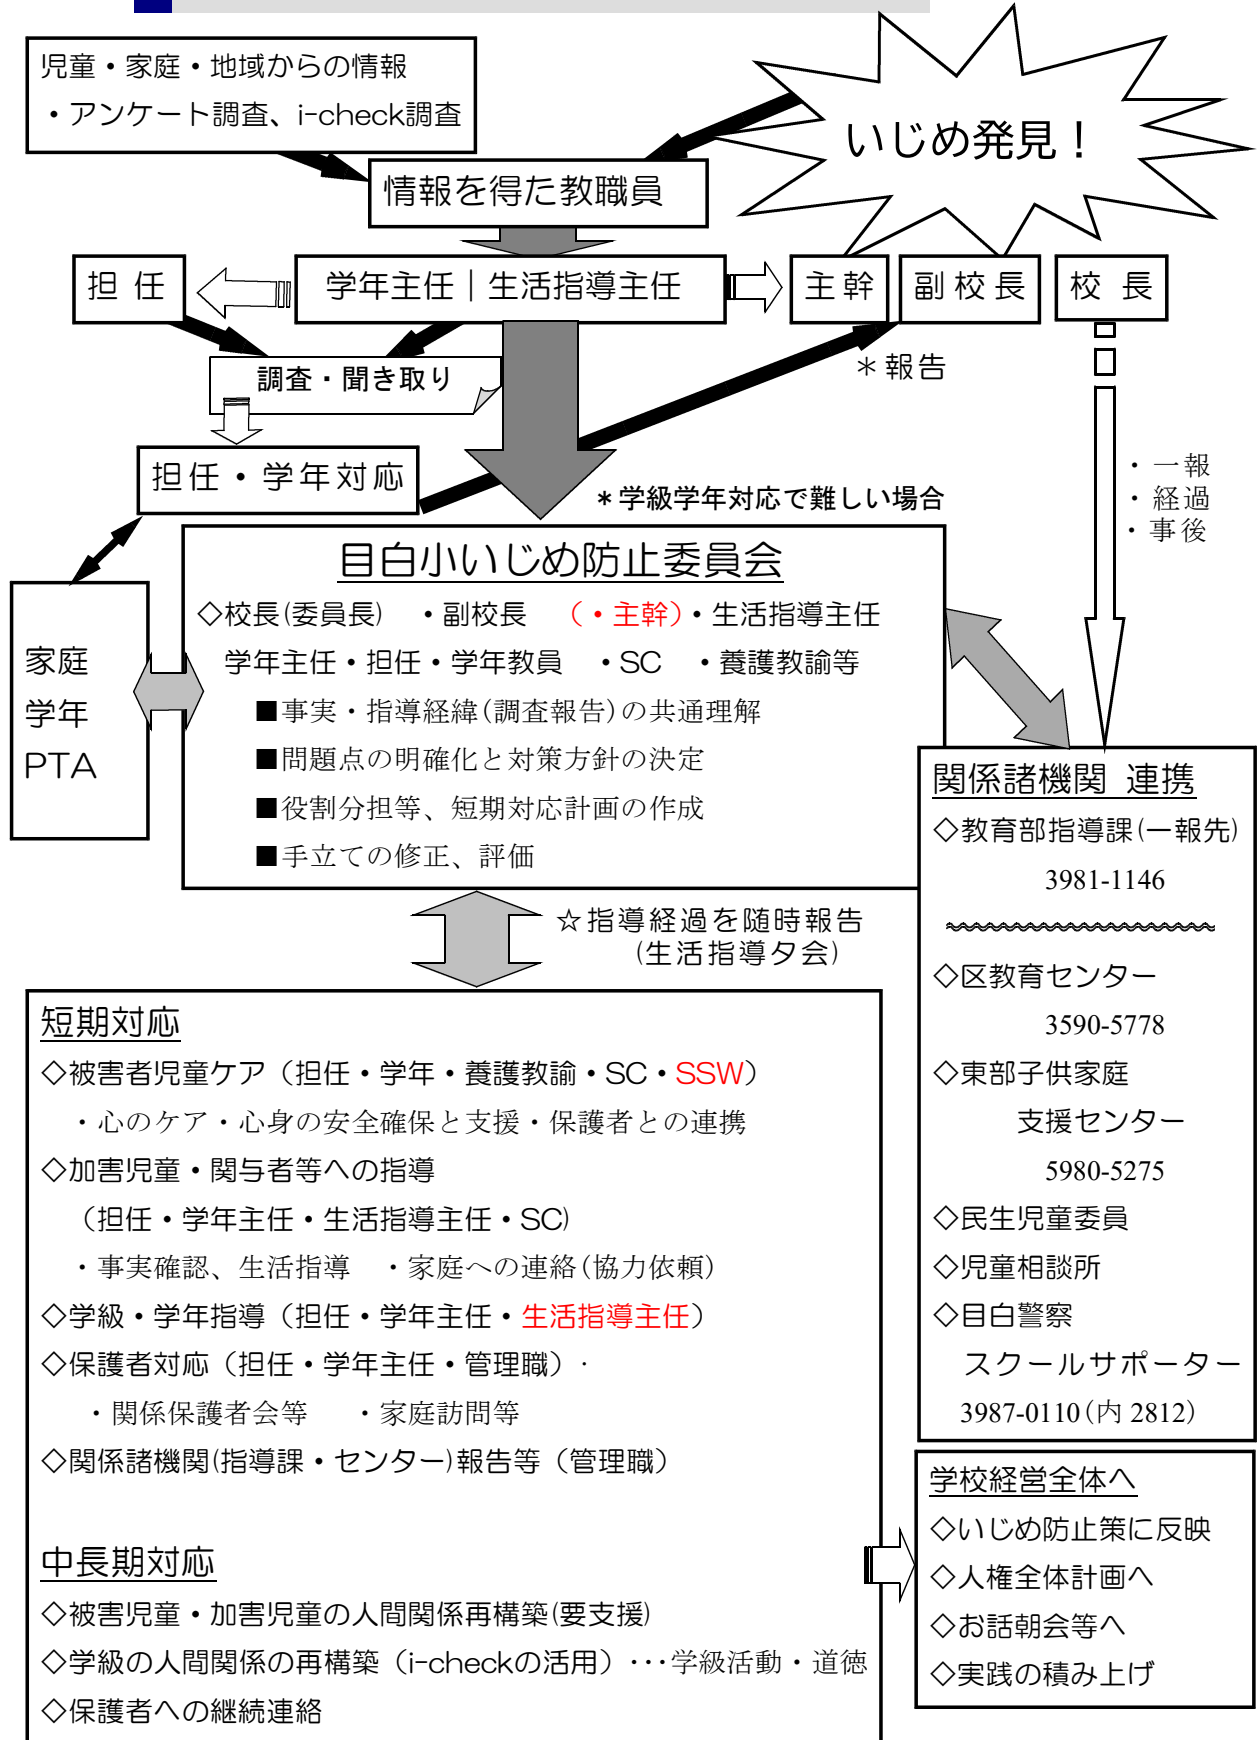 児童・家庭・地域からの情報
・アンケート調査、i-check調査
いじめ発見！
情報を得た教職員
担 任
学年主任｜生活指導主任
主幹
副校長
校 長
＊報告
調査・聞き取り
担任・学年対応
・一報
・経過
・事後
＊学級学年対応で難しい場合
目白小いじめ防止委員会
◇校長(委員長) ・副校長 （・主幹）・生活指導主任
学年主任・担任・学年教員 ・SC ・養護教諭等
■事実・指導経緯(調査報告)の共通理解
■問題点の明確化と対策方針の決定
■役割分担等、短期対応計画の作成
■手立ての修正、評価
家庭
学年
PTA
☆指導経過を随時報告
(生活指導夕会)
関係諸機関 連携
◇教育部指導課(一報先)
3981-1146
◇区教育センター
3590-5778
◇東部子供家庭
支援センター
5980-5275
◇民生児童委員
◇児童相談所
◇目白警察
スクールサポーター
3987-0110(内 2812)
短期対応
◇被害者児童ケア（担任・学年・養護教諭・SC・SSW）
・心のケア・心身の安全確保と支援・保護者との連携
◇加害児童・関与者等への指導
（担任・学年主任・生活指導主任・SC)
・事実確認、生活指導 ・家庭への連絡(協力依頼)
◇学級・学年指導（担任・学年主任・生活指導主任）
◇保護者対応（担任・学年主任・管理職）・
・関係保護者会等 ・家庭訪問等
◇関係諸機関(指導課・センター)報告等（管理職）
中長期対応
◇被害児童・加害児童の人間関係再構築(要支援)
◇学級の人間関係の再構築（i-checkの活用）…学級活動・道徳
◇保護者への継続連絡
学校経営全体へ
◇いじめ防止策に反映
◇人権全体計画へ
◇お話朝会等へ
◇実践の積み上げ